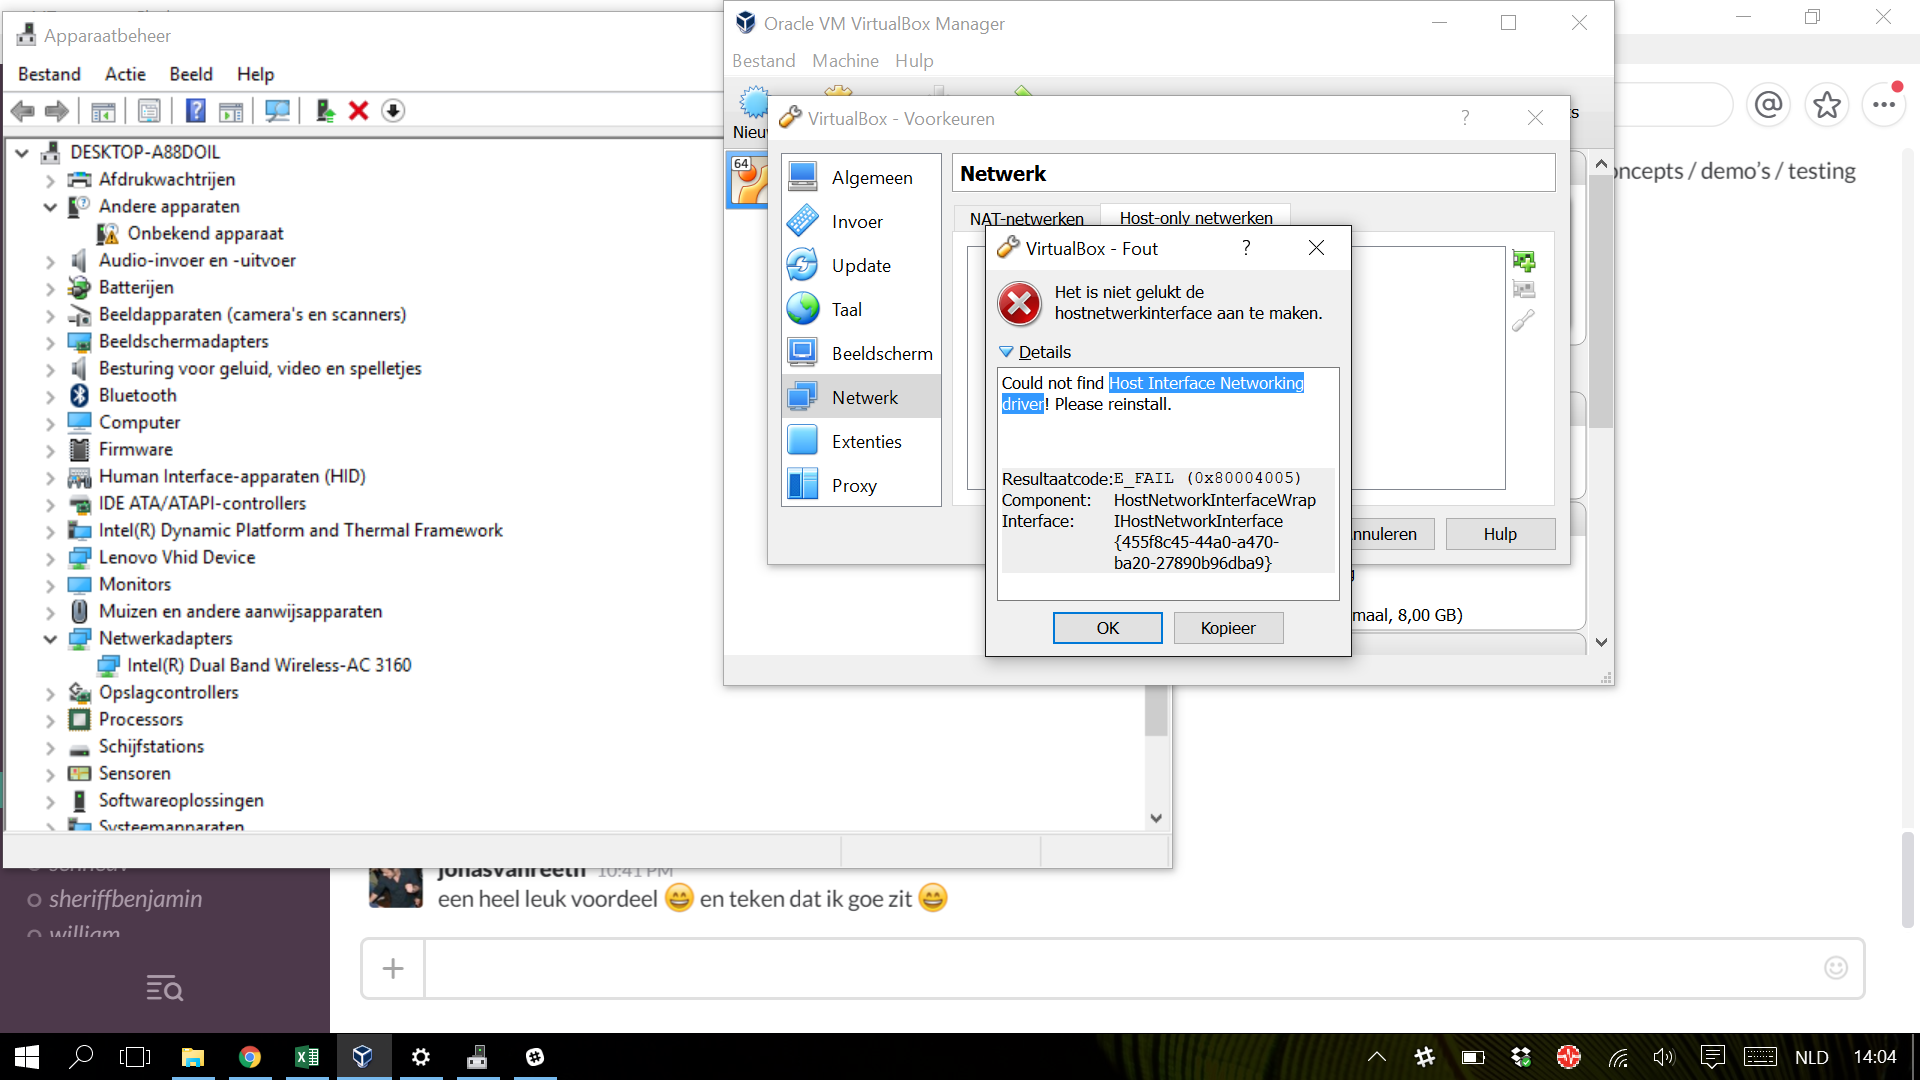 Apparaatbeheer
Bestand Actie Beeld Help
DESKTOP-A88DOIL
Afdrukwachtrijen
Andere apparaten
Onbekend apparaat
Audio-invoer en -uitvoer
Batterijen
Beeldapparaten (camera's en scanners)
Beeldschermadapters
Besturing voor geluid, video en spelletjes
Bluetooth
Computer
Firmware
Human Interface-apparaten (HID)
IDE ATA/ATAPI-controllers
Intel(R) Dynamic Platform and Thermal Framework
Lenovo Vhid Device
Monitors
Muizen en andere aanwijsapparaten
Netwerkadapters
Intel(R) Dual Band Wireless-AC 3160
Opslagcontrollers
Processors
Schijfstations
Sensoren
Softwareoplossingen
Systeemapparaten
Oracle VM VirtualBox Manager
Bestand Machine Hulp
64
VirtualBox - Voorkeuren
?
Algemeen
Invoer
Update
Taal
Beeldscherm
Netwerk
Extenties
Proxy
Netwerk
NAT-netwerken Host-only netwerken
VirtualBox - Fout ?
Het is niet gelukt de
hostnetwerkinterface aan te maken.
Details
Could not find Host Interface Networking
driver! Please reinstall.
Resultaatcode: E_FAIL (0x80004005)
Component: HostNetworkInterfaceWrap
Interface: IHostNetworkInterface
{455f8c45-44a0-a470-
ba20-27890b96dba9}
OK Kopieer
nnuleren Hulp
maal, 8,00 GB)
oncepts / demo's / testing
jonasvanreeth 10:41 PM
een heel leuk voordeel 😄 en teken dat ik goe zit 😄
sheriffbenjamin
william
NLD 14:04